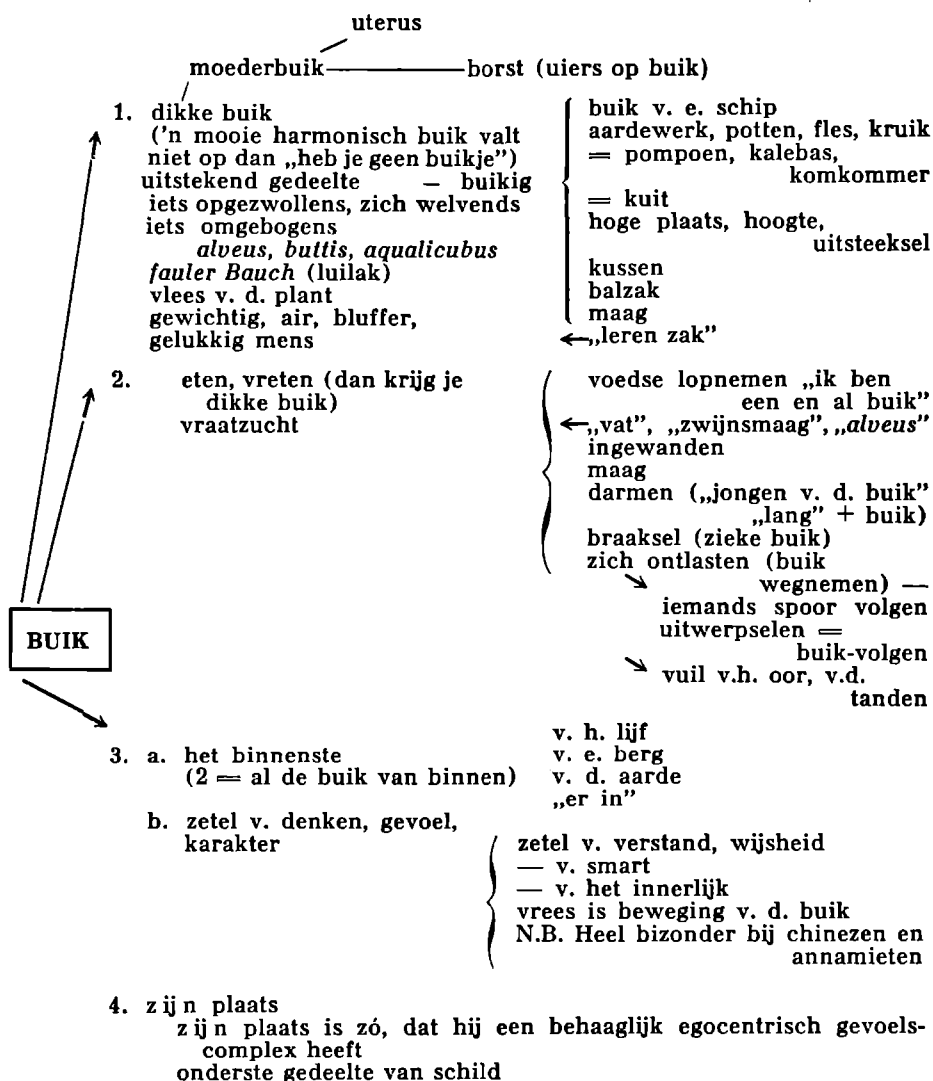 uterus
moederbuik — borst (uiers op buik)
1. dikke buik
('n mooie harmonisch buik valt
niet op dan „heb je geen buikje”)
uitstekend gedeelte — buikig
iets opgezwollens, zich welvends
iets omgebogens
alveus, buttis, aqualicubus
fauler Bauch (luilak)
vlees v. d. plant
gewichtig, air, bluffer,
gelukkig mens
buik v. e. schip
aardewerk, potten, fles, kruik
= pompoen, kalebas,
komkommer
= kuit
hoge plaats, hoogte,
uitsteeksel
kussen
balzak
maag
←„leren zak”
2. eten, vreten (dan krijg je
dikke buik)
vraatzucht
voedse lopnemen „ik ben
een en al buik”
←„vat”, „zwijnsmaag”, „alveus”
ingewanden
maag
darmen („jongen v. d. buik”
„lang” + buik)
braaksel (zieke buik)
zich ontlasten (buik
wegnemen) —
iemands spoor volgen
uitwerpselen =
buik-volgen
vuil v.h. oor, v.d.
tanden
BUIK
3. a. het binnenste
(2 = al de buik van binnen)
v. h. lijf
v. e. berg
v. d. aarde
„er in”
b. zetel v. denken, gevoel,
karakter
zetel v. verstand, wijsheid
— v. smart
— v. het innerlijk
vrees is beweging v. d. buik
N.B. Heel bizonder bij chinezen en
annamieten
4. zijn plaats
zijn plaats is zó, dat hij een behaaglijk egocentrisch gevoels-
complex heeft
onderste gedeelte van schild